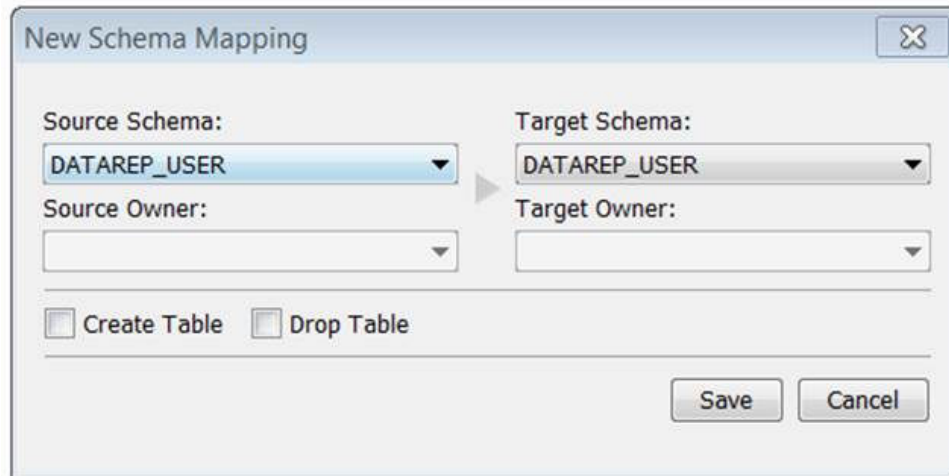 New Schema Mapping
Source Schema: Target Schema:
DATAREP_USER DATAREP_USER
Source Owner: Target Owner:
Create Table Drop Table
Save Cancel